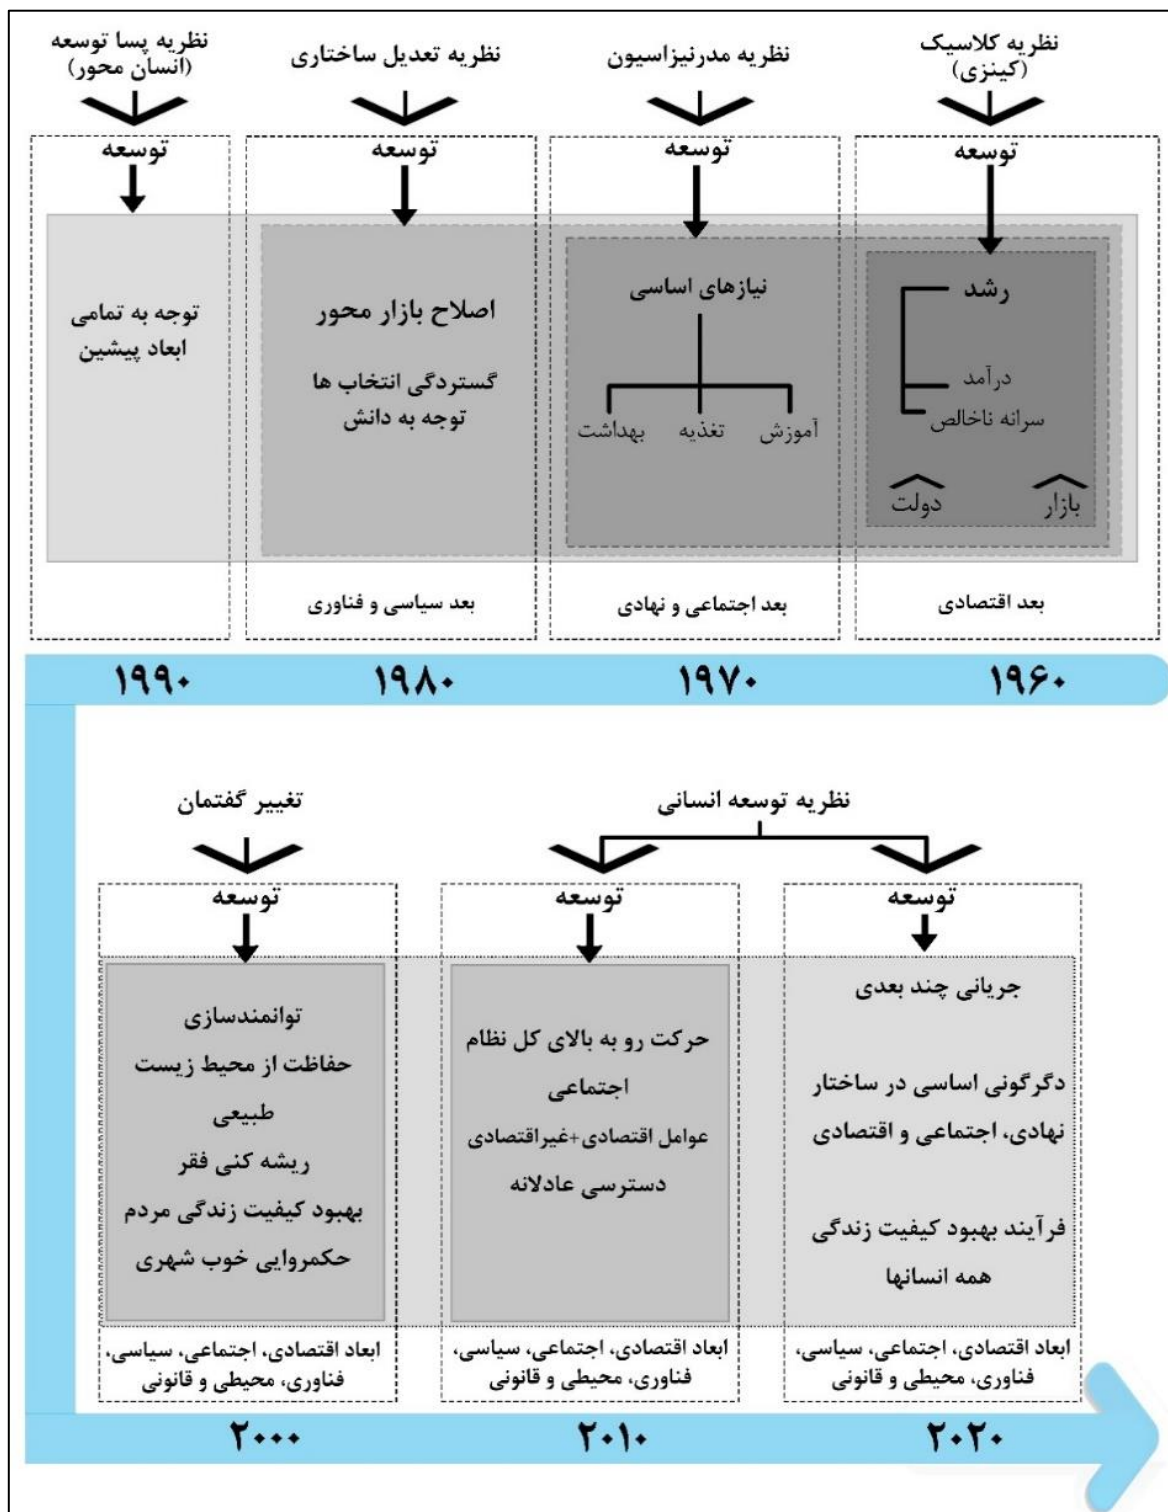 نظریه کلاسیک
(کینزی)
توسعه
رشد
درآمد
سرانه ناخالص
بازار
دولت
بعد اقتصادی
۱۹۶۰
نظریه مدرنیزاسیون
توسعه
نیازهای اساسی
آموزش
تغذیه
بهداشت
بعد اجتماعی و نهادی
۱۹۷۰
نظریه تعدیل ساختاری
توسعه
اصلاح بازار محور
گستردگی انتخاب ها
توجه به دانش
بعد سیاسی و فناوری
۱۹۸۰
نظریه پسا توسعه
(انسان محور)
توسعه
توجه به تمامی
ابعاد پیشین
۱۹۹۰
تغییر گفتمان
توسعه
توانمندسازی
حفاظت از محیط زیست
طبیعی
ریشه کنی فقر
بهبود کیفیت زندگی مردم
حکمروایی خوب شهری
ابعاد اقتصادی، اجتماعی، سیاسی،
فناوری، محیطی و قانونی
۲۰۰۰
نظریه توسعه انسانی
توسعه
حرکت رو به بالای کل نظام
اجتماعی
عوامل اقتصادی+غیراقتصادی
دسترسی عادلانه
ابعاد اقتصادی، اجتماعی، سیاسی،
فناوری، محیطی و قانونی
۲۰۱۰
توسعه
جریانی چند بعدی
دگرگونی اساسی در ساختار
نهادی، اجتماعی و اقتصادی
فرآیند بهبود کیفیت زندگی
همه انسانها
ابعاد اقتصادی، اجتماعی، سیاسی،
فناوری، محیطی و قانونی
۲۰۲۰